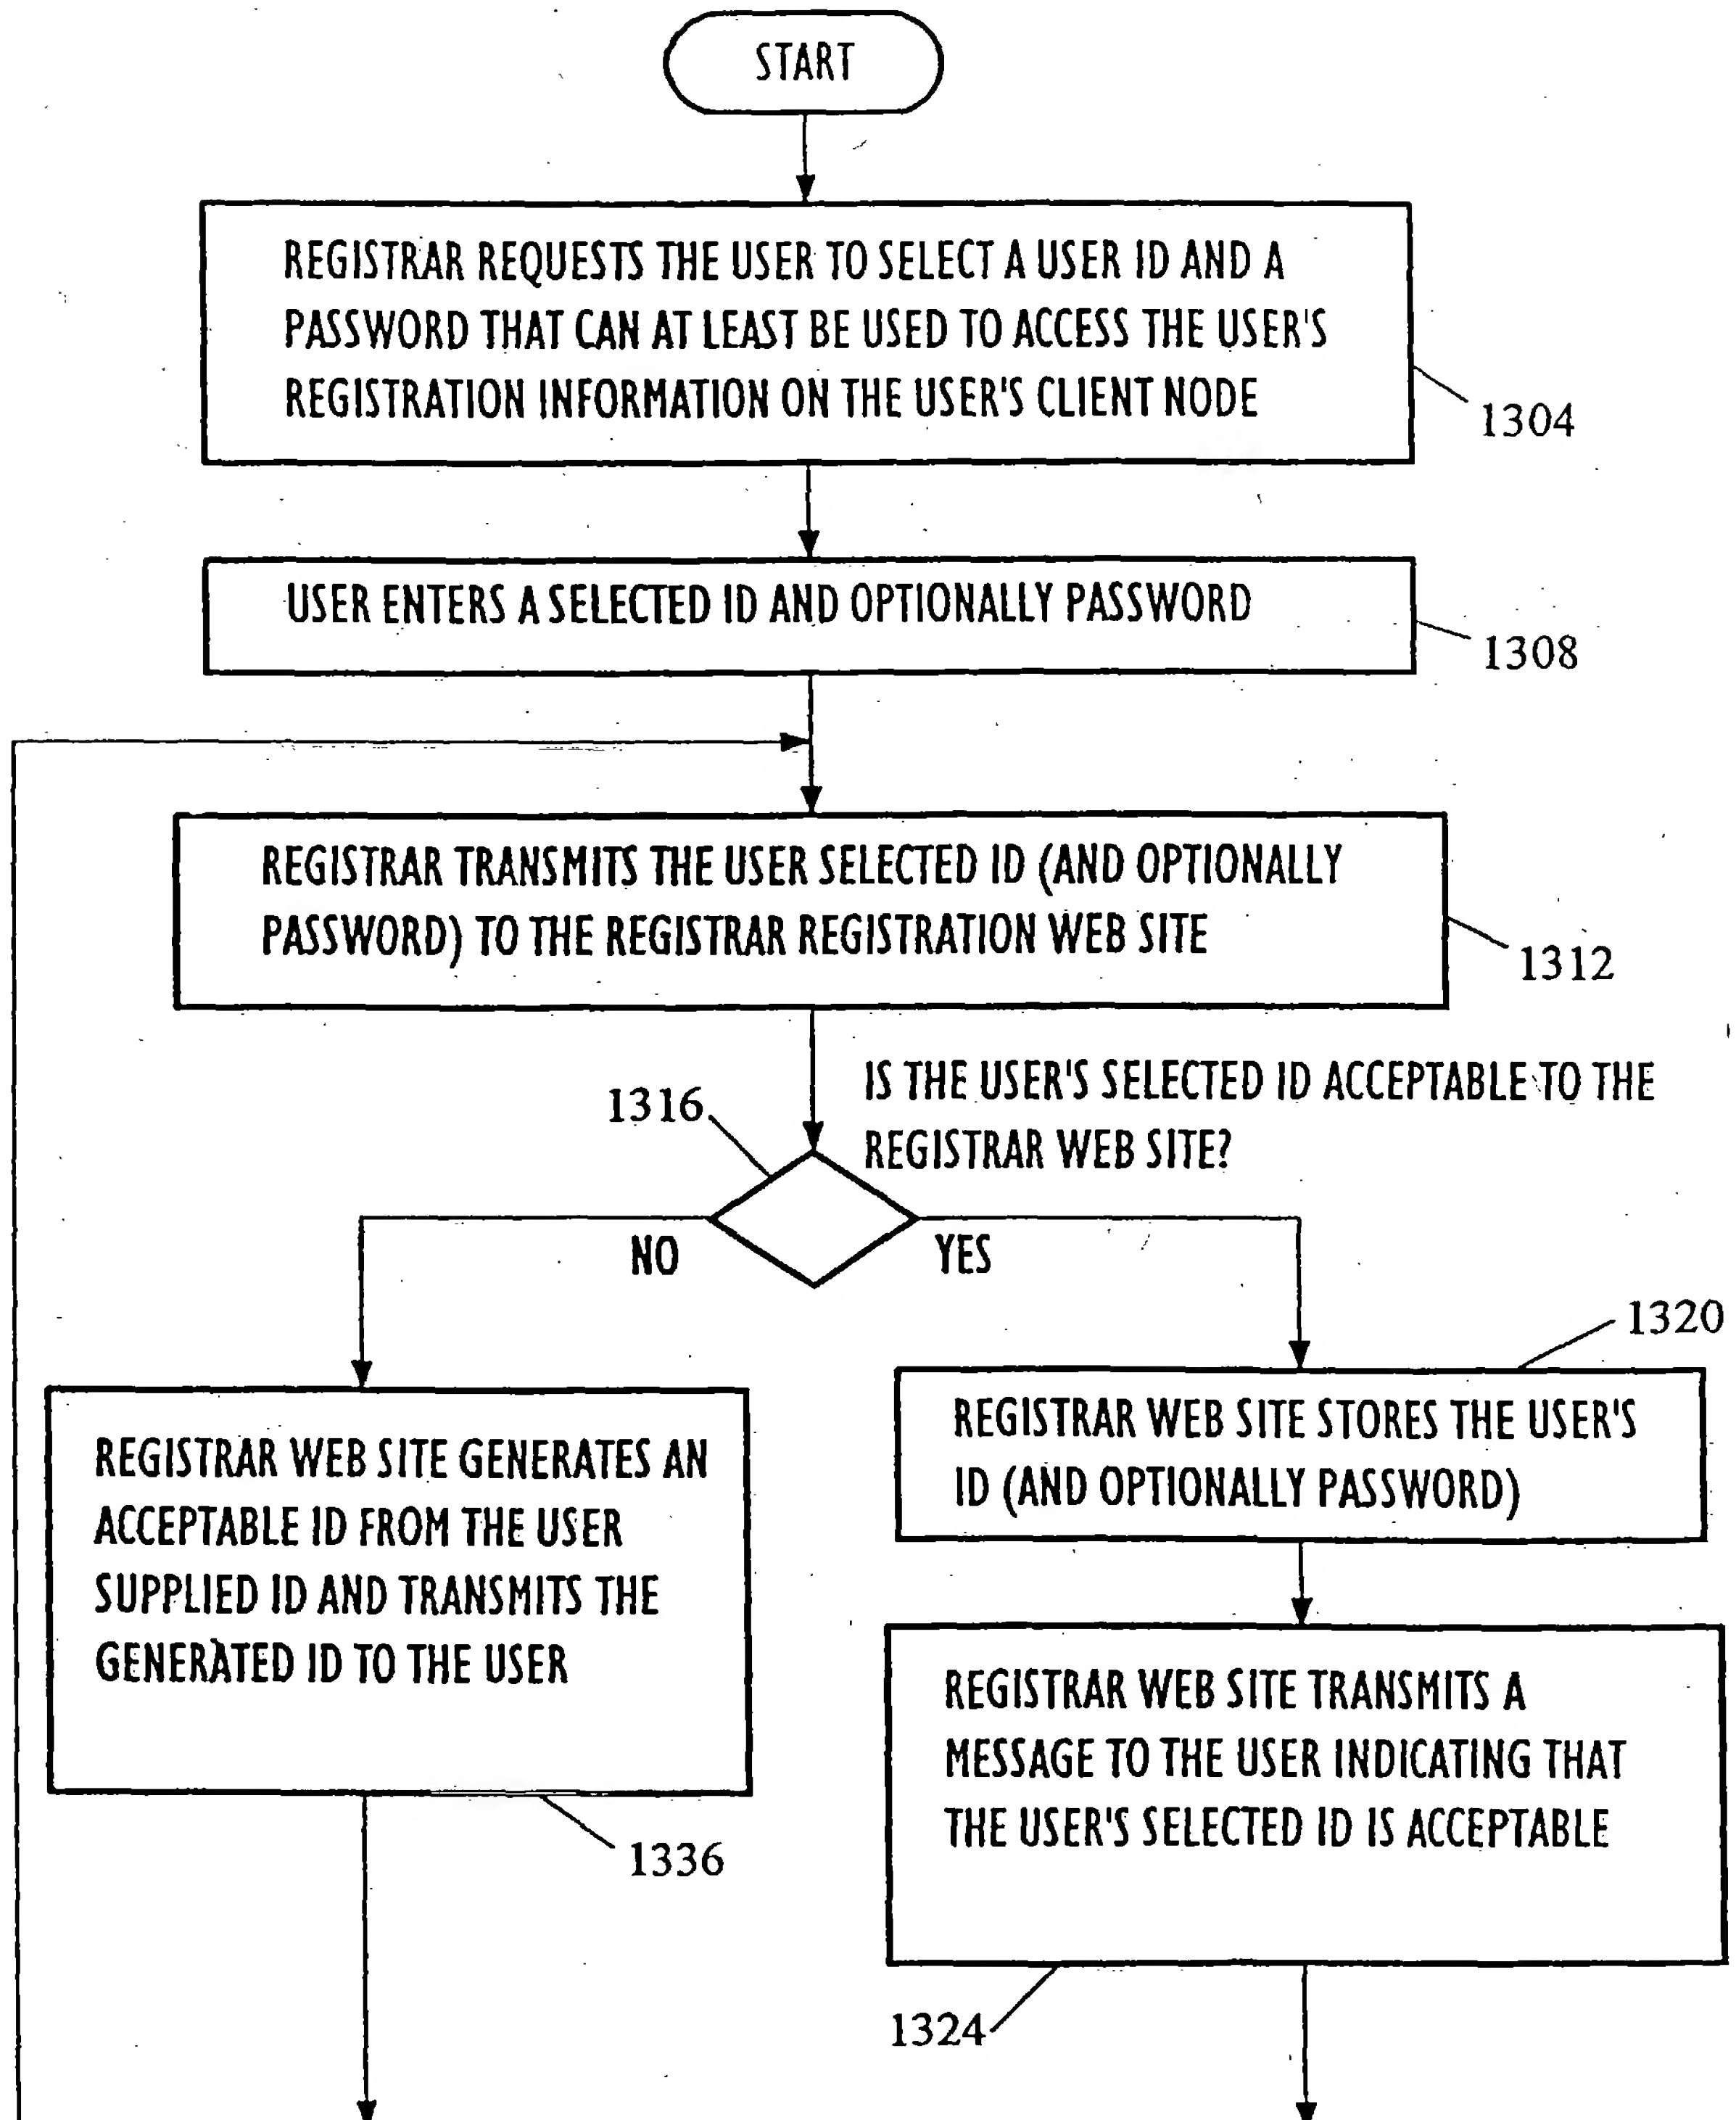 START
REGISTRAR REQUESTS THE USER TO SELECT A USER ID AND A
PASSWORD THAT CAN AT LEAST BE USED TO ACCESS THE USER'S
REGISTRATION INFORMATION ON THE USER'S CLIENT NODE
1304
USER ENTERS A SELECTED ID AND OPTIONALLY PASSWORD
1308
REGISTRAR TRANSMITS THE USER SELECTED ID (AND OPTIONALLY
PASSWORD) TO THE REGISTRAR REGISTRATION WEB SITE
1312
IS THE USER'S SELECTED ID ACCEPTABLE TO THE
REGISTRAR WEB SITE?
1316
NO
YES
1320
REGISTRAR WEB SITE GENERATES AN
ACCEPTABLE ID FROM THE USER
SUPPLIED ID AND TRANSMITS THE
GENERATED ID TO THE USER
1336
REGISTRAR WEB SITE STORES THE USER'S
ID (AND OPTIONALLY PASSWORD)
REGISTRAR WEB SITE TRANSMITS A
MESSAGE TO THE USER INDICATING THAT
THE USER'S SELECTED ID IS ACCEPTABLE
1324